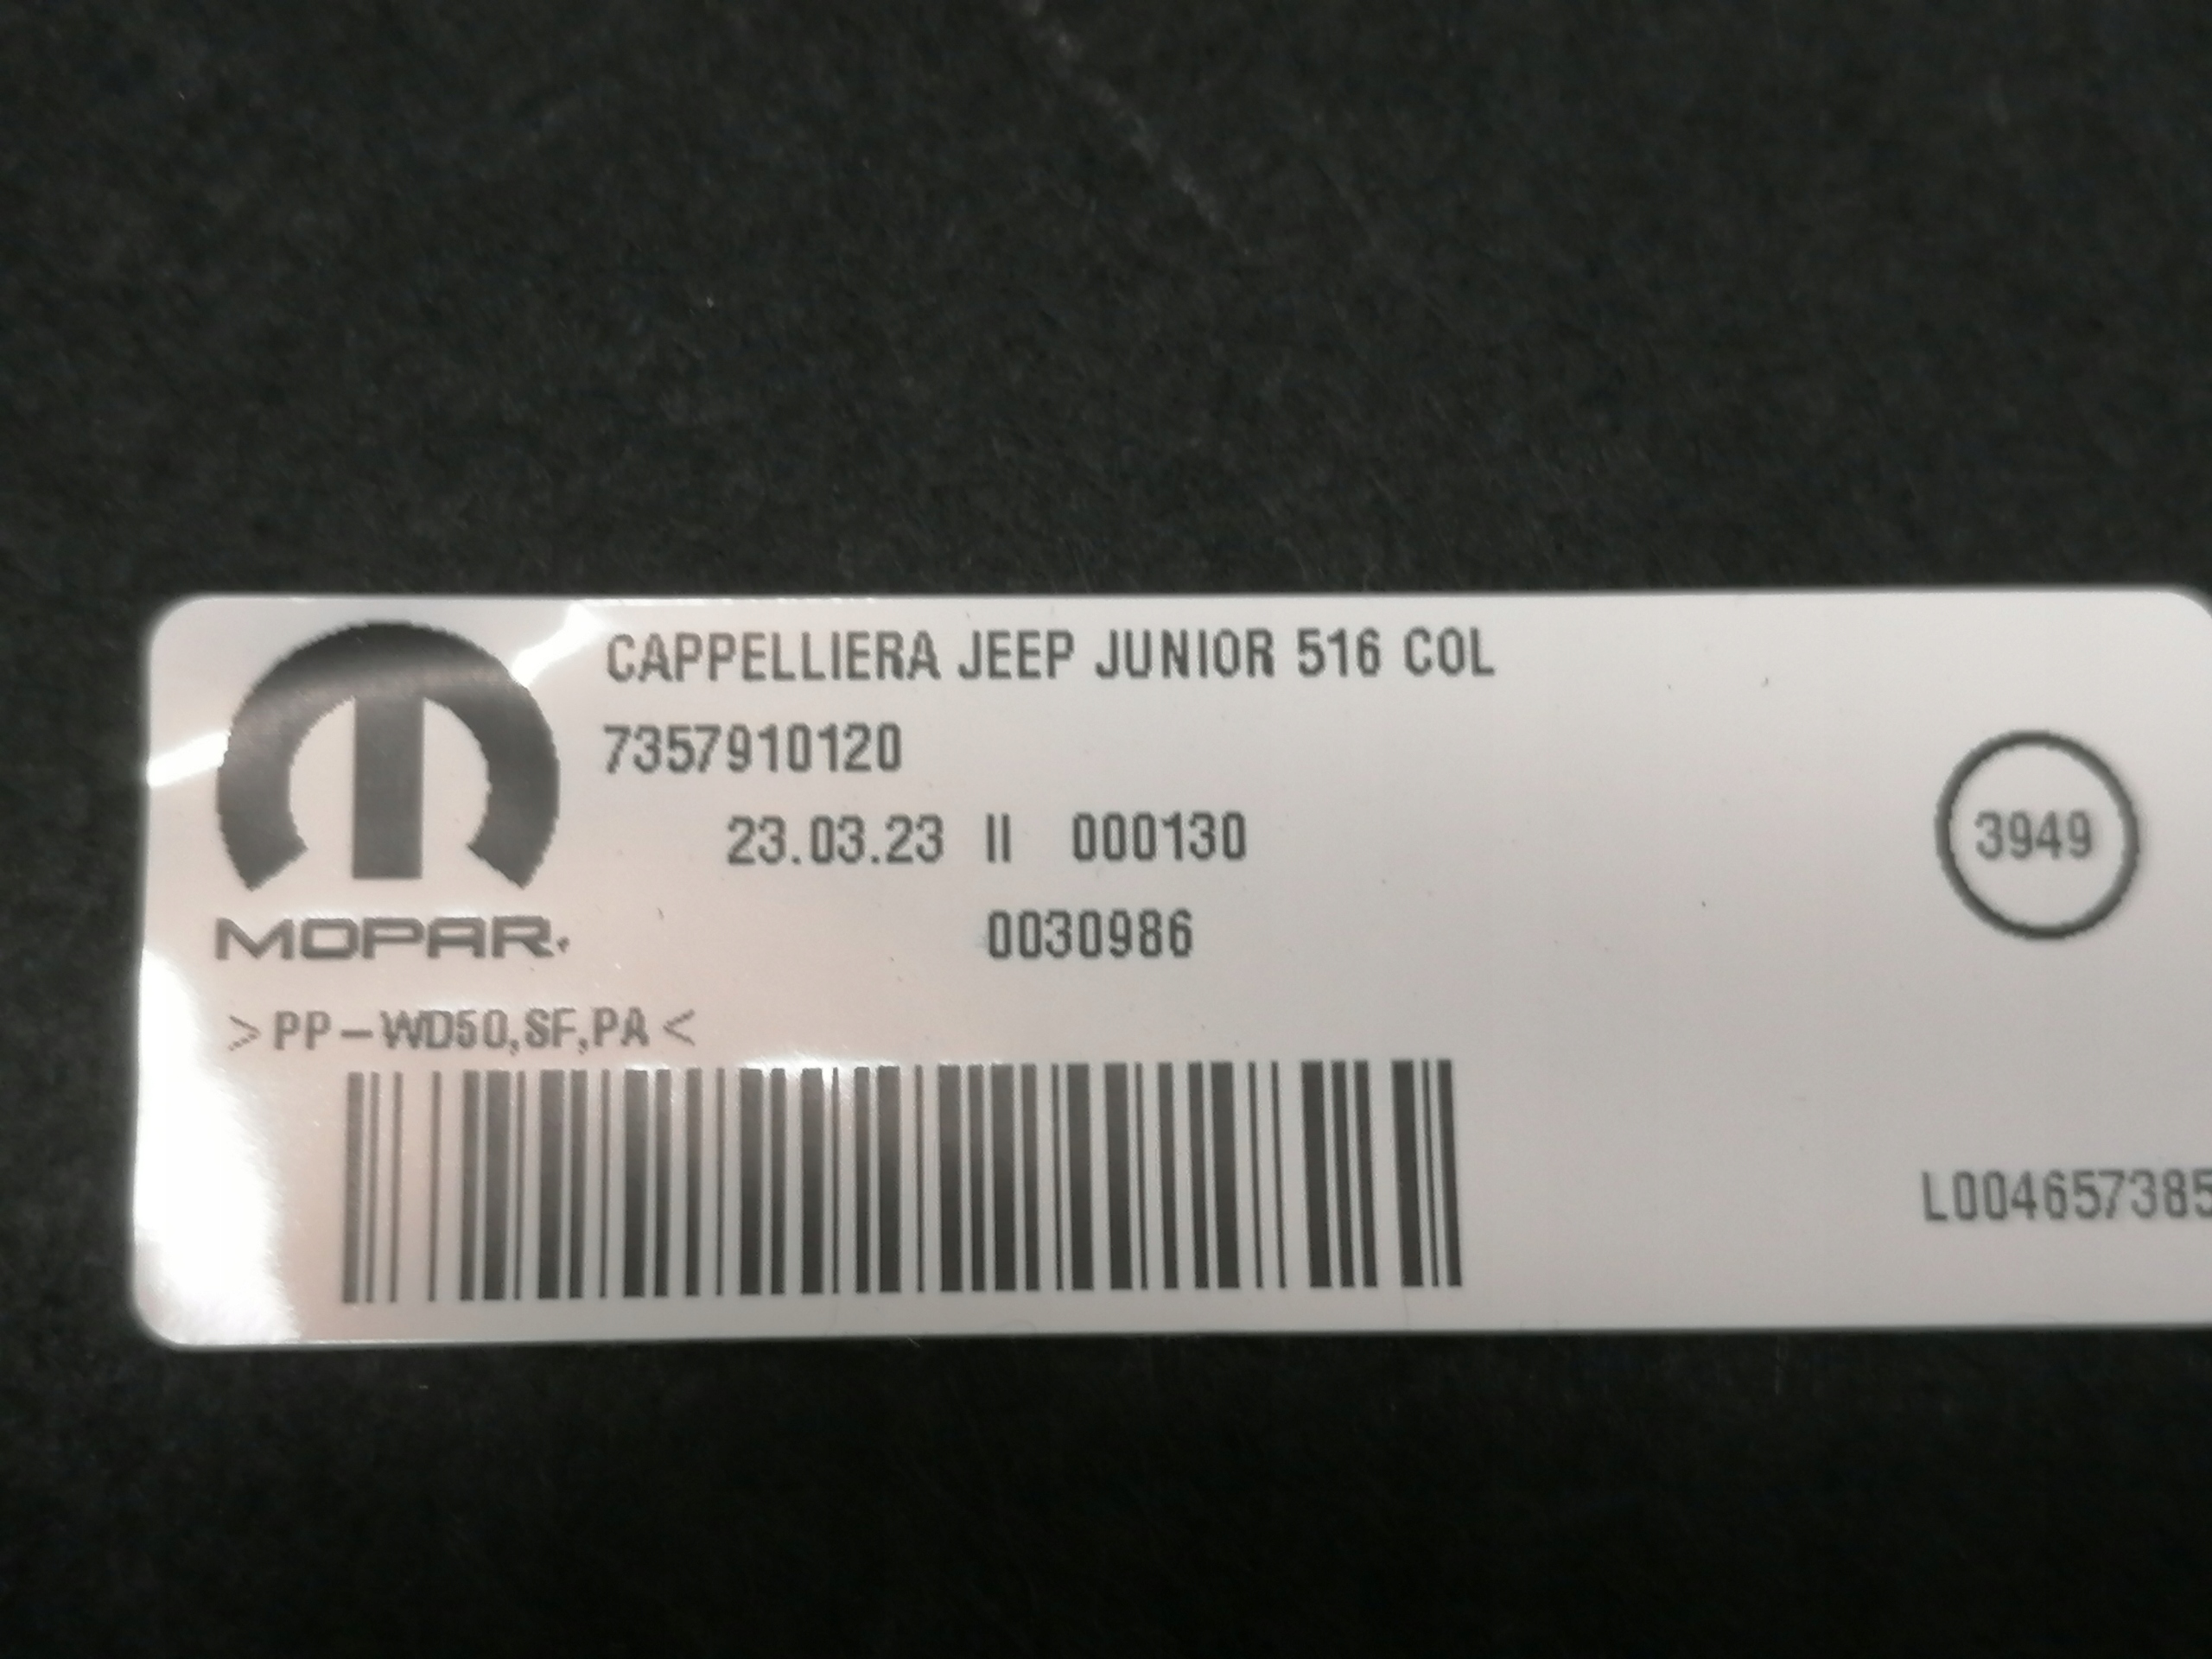 CAPPELLIERA JEEP JUNIOR 516 COL
7357910120
23.03.23 II 000130
3949
0030986
MOPAR
>PP-WD50,SF,PA<
L004657385